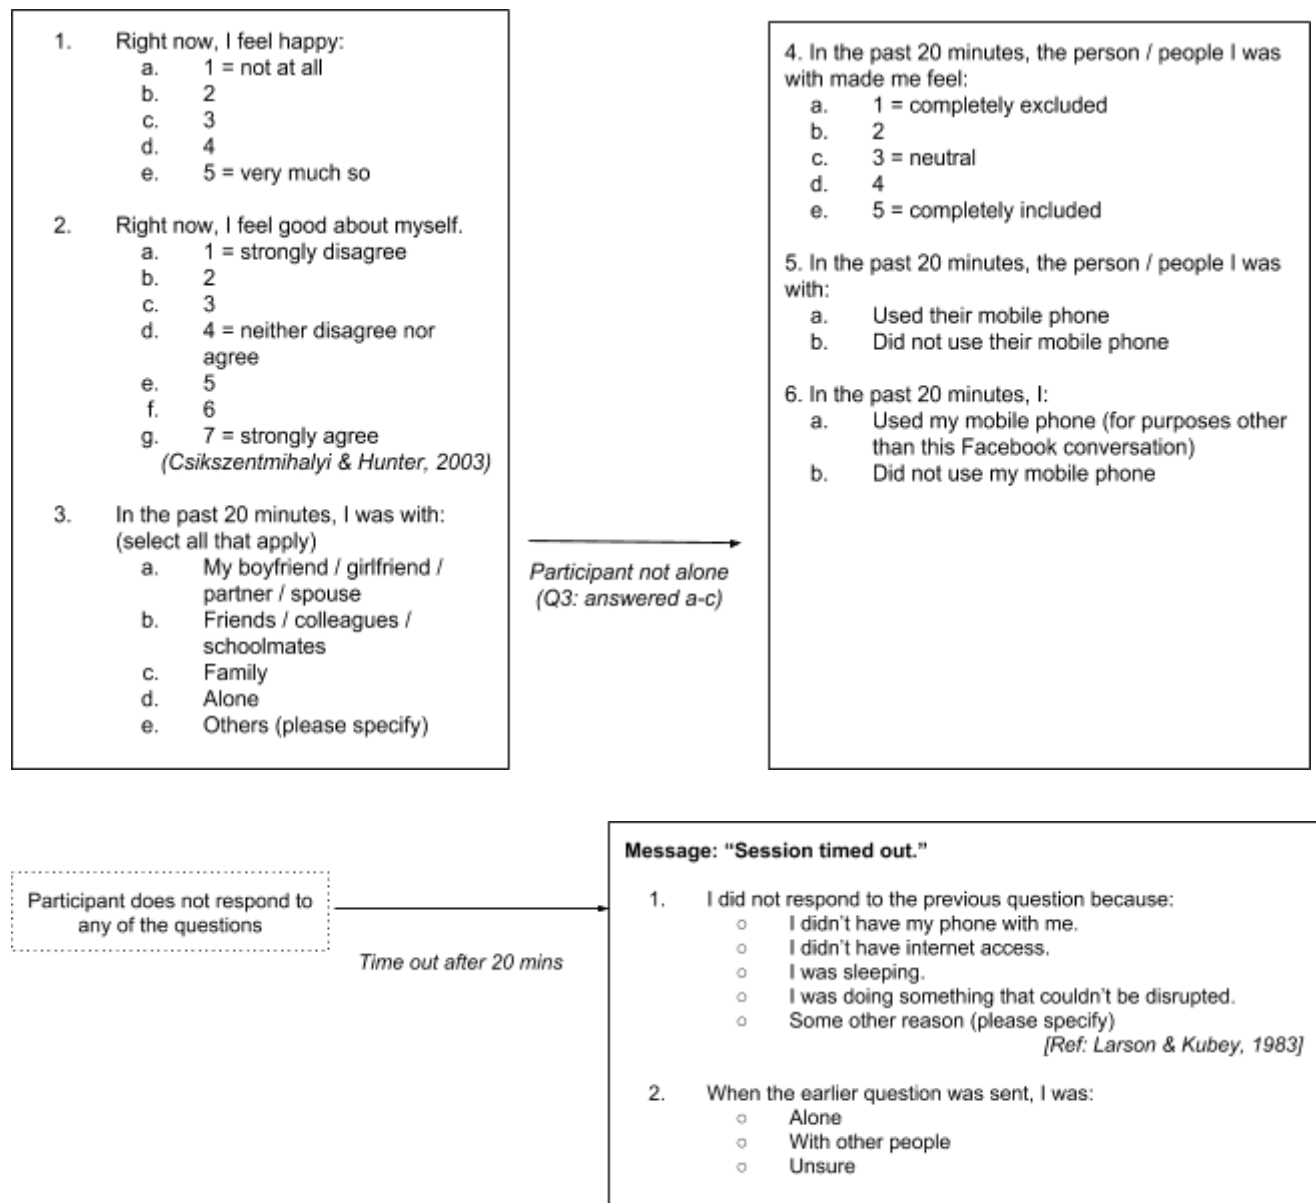 1. Right now, I feel happy:
a. 1 = not at all
b. 2
c. 3
d. 4
e. 5 = very much so
2. Right now, I feel good about myself.
a. 1 = strongly disagree
b. 2
c. 3
d. 4 = neither disagree nor
agree
e. 5
f. 6
g. 7 = strongly agree
(Csikszentmihalyi & Hunter, 2003)
3. In the past 20 minutes, I was with:
(select all that apply)
a. My boyfriend / girlfriend /
partner / spouse
b. Friends / colleagues /
schoolmates
c. Family
d. Alone
e. Others (please specify)
Participant not alone
(Q3: answered a-c)
4. In the past 20 minutes, the person / people I was
with made me feel:
a. 1 = completely excluded
b. 2
c. 3 = neutral
d. 4
e. 5 = completely included
5. In the past 20 minutes, the person / people I was
with:
a. Used their mobile phone
b. Did not use their mobile phone
6. In the past 20 minutes, I:
a. Used my mobile phone (for purposes other
than this Facebook conversation)
b. Did not use my mobile phone
Participant does not respond to
any of the questions
Time out after 20 mins
Message: “Session timed out.”
1. I did not respond to the previous question because:
○ I didn’t have my phone with me.
○ I didn’t have internet access.
○ I was sleeping.
○ I was doing something that couldn’t be disrupted.
○ Some other reason (please specify)
[Ref: Larson & Kubey, 1983]
2. When the earlier question was sent, I was:
○ Alone
○ With other people
○ Unsure